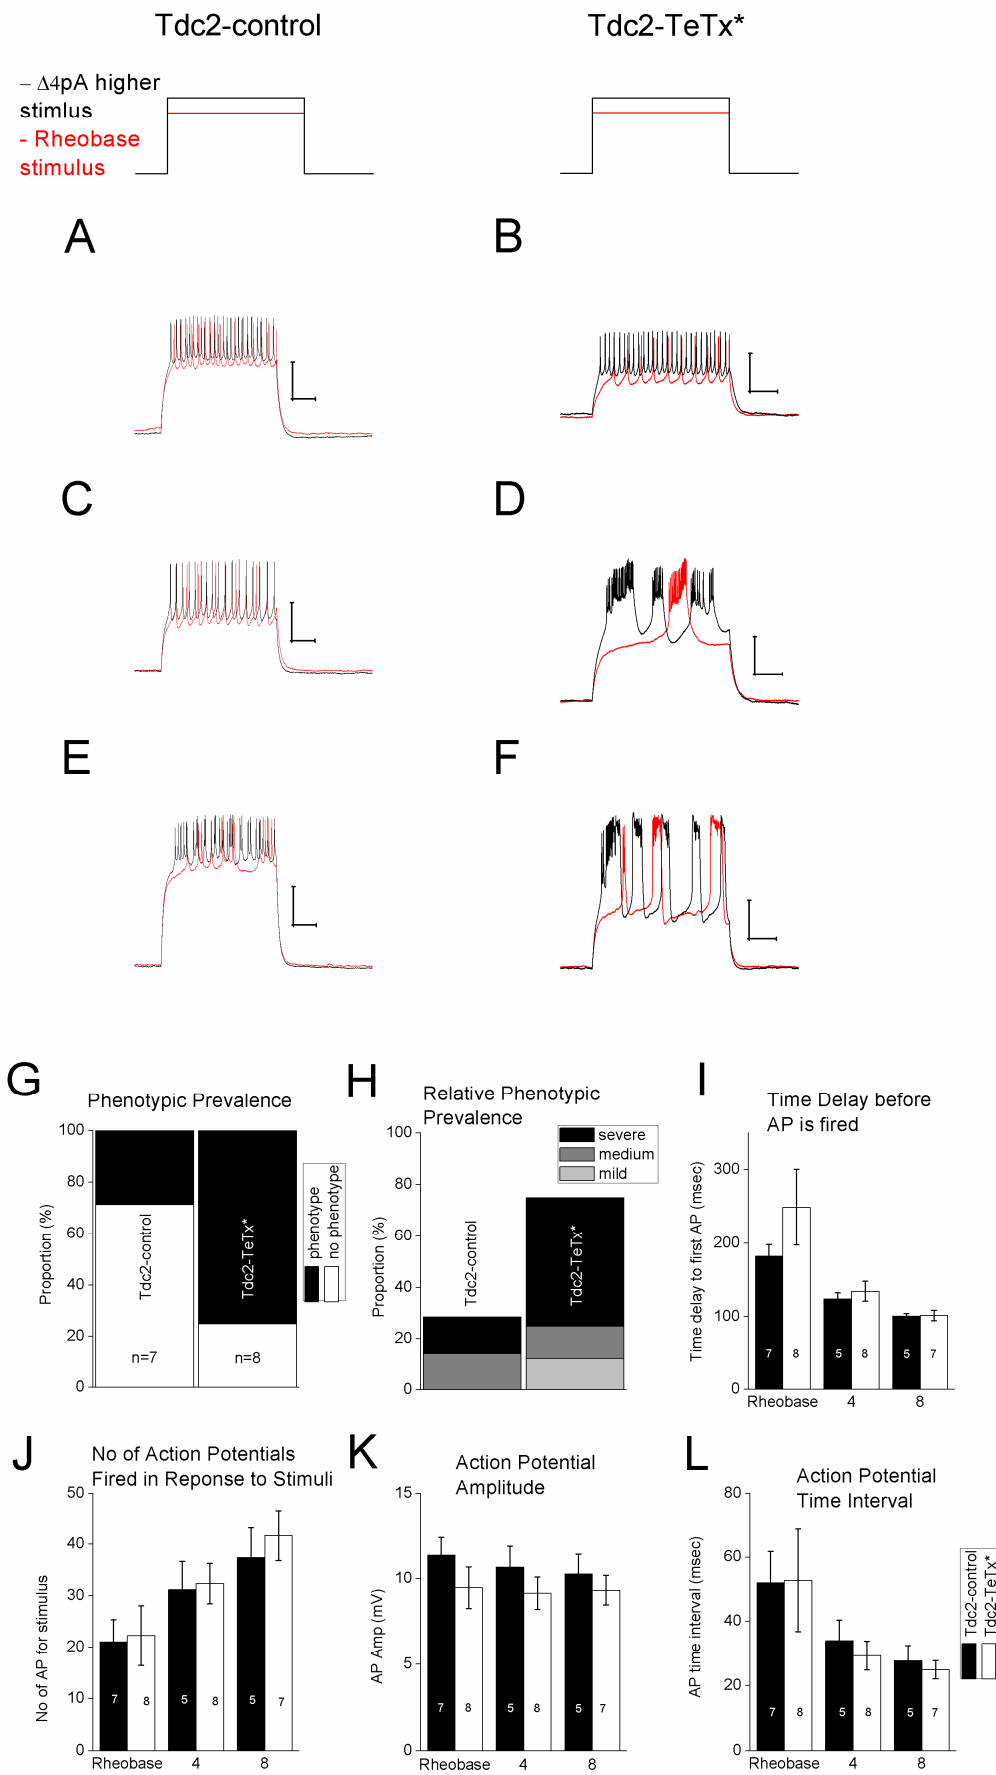 Tdc2-control
Tdc2-TeTx*
– Δ4pA higher
stimlus
- Rheobase
stimulus
A
B
C
D
E
F
G
Phenotypic Prevalence
Proportion (%)
100
80
60
40
20
0
Tdc2-control
Tdc2-TeTx*
n=7
n=8
phenotype
no phenotype
H
Relative Phenotypic
Prevalence
Proportion (%)
100
80
60
40
20
0
severe
medium
mild
Tdc2-control
Tdc2-TeTx*
I
Time Delay before
AP is fired
Time delay to first AP (msec)
300
200
100
0
7
8
5
8
5
7
Rheobase
4
8
J
No of Action Potentials
Fired in Reponse to Stimuli
No of AP for stimulus
50
40
30
20
10
0
7
8
5
8
5
7
Rheobase
4
8
K
Action Potential
Amplitude
AP Amp (mV)
15
10
5
0
7
8
5
8
5
7
Rheobase
4
8
L
Action Potential
Time Interval
AP time interval (msec)
80
60
40
20
0
7
8
5
8
5
7
Rheobase
4
8
Tdc2-control
Tdc2-TeTx*